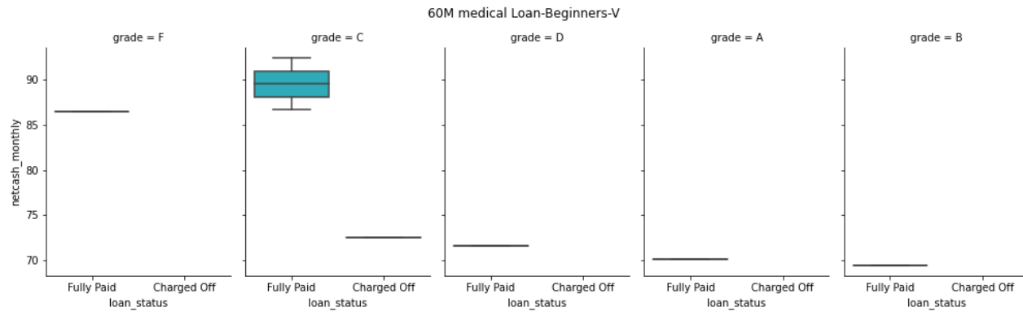 60M medical Loan-Beginners-V
grade = F
grade = C
grade = D
grade = A
grade = B
netcash_monthly
90
85
80
75
70
Fully Paid Charged Off
loan_status
Fully Paid Charged Off
loan_status
Fully Paid Charged Off
loan_status
Fully Paid Charged Off
loan_status
Fully Paid Charged Off
loan_status